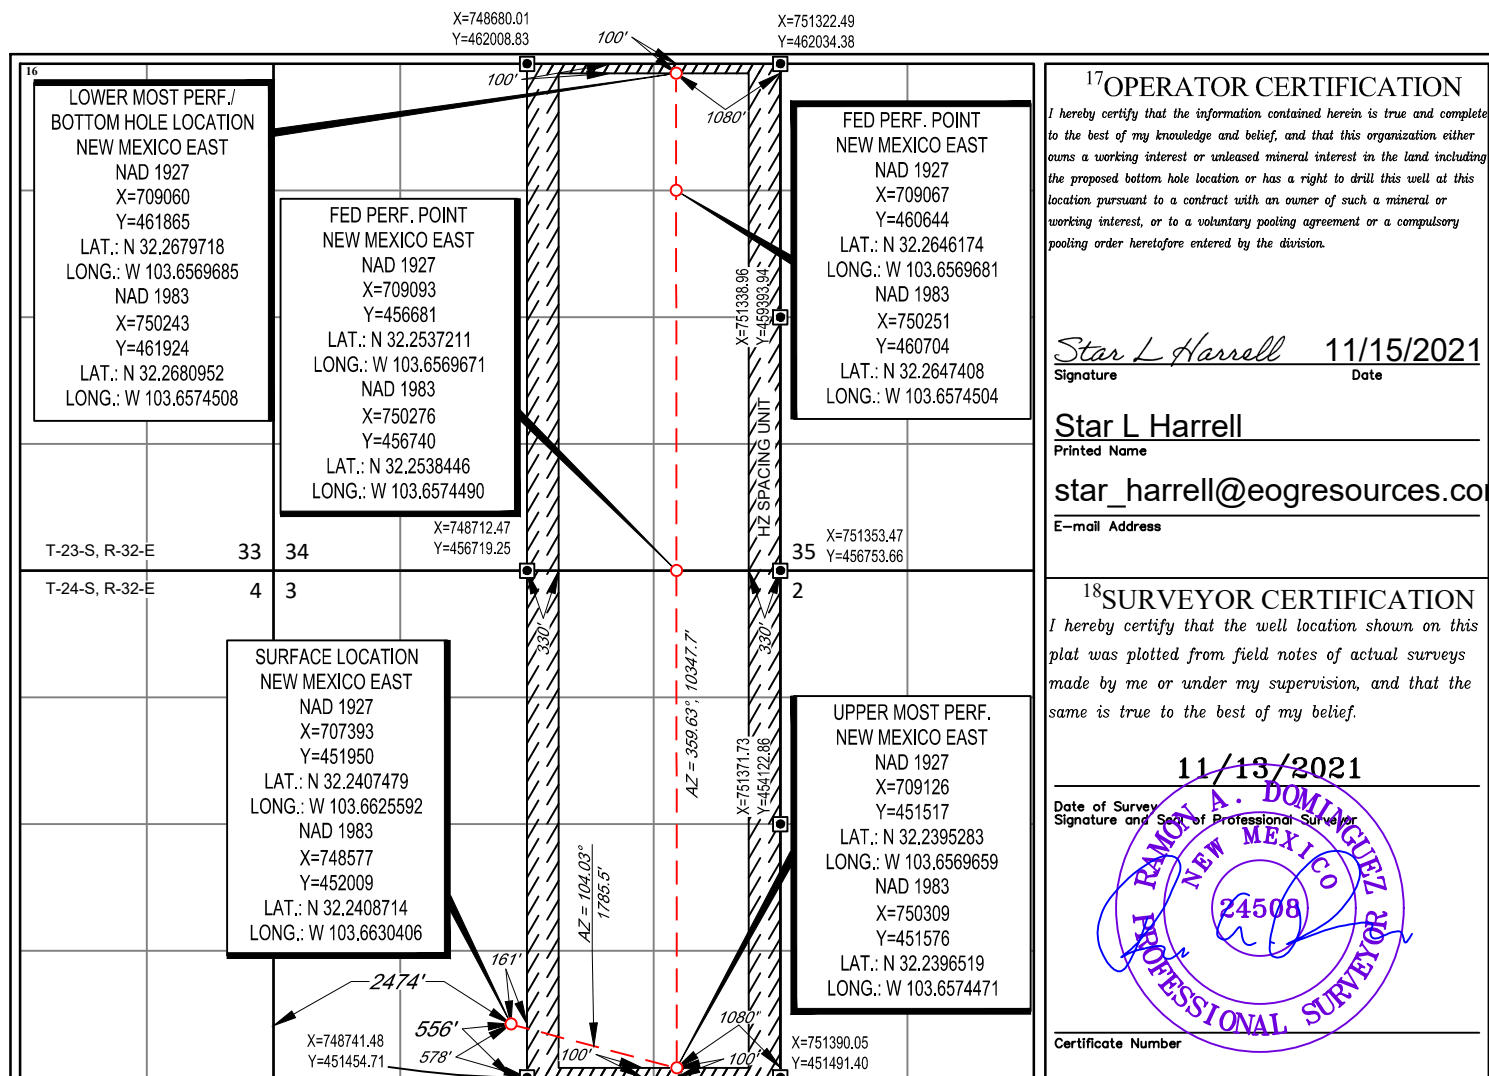 X=748680.01
Y=462008.83
100'
X=751322.49
Y=462034.38
16
100'
1080'
LOWER MOST PERF./
BOTTOM HOLE LOCATION
NEW MEXICO EAST
NAD 1927
X=709060
Y=461865
LAT.: N 32.2679718
LONG.: W 103.6569685
NAD 1983
X=750243
Y=461924
LAT.: N 32.2680952
LONG.: W 103.6574508
FED PERF. POINT
NEW MEXICO EAST
NAD 1927
X=709093
Y=456681
LAT.: N 32.2537211
LONG.: W 103.6569671
NAD 1983
X=750276
Y=456740
LAT.: N 32.2538446
LONG.: W 103.6574490
FED PERF. POINT
NEW MEXICO EAST
NAD 1927
X=709067
Y=460644
LAT.: N 32.2646174
LONG.: W 103.6569681
NAD 1983
X=750251
Y=460704
LAT.: N 32.2647408
LONG.: W 103.6574504
X=751338.96
Y=459393.94
HZ SPACING UNIT
X=748712.47
Y=456719.25
X=751353.47
Y=456753.66
T-23-S, R-32-E
33
34
35
T-24-S, R-32-E
4
3
2
330'
330'
AZ = 359.63°, 10347.7'
SURFACE LOCATION
NEW MEXICO EAST
NAD 1927
X=707393
Y=451950
LAT.: N 32.2407479
LONG.: W 103.6625592
NAD 1983
X=748577
Y=452009
LAT.: N 32.2408714
LONG.: W 103.6630406
UPPER MOST PERF.
NEW MEXICO EAST
NAD 1927
X=709126
Y=451517
LAT.: N 32.2395283
LONG.: W 103.6569659
NAD 1983
X=750309
Y=451576
LAT.: N 32.2396519
LONG.: W 103.6574471
X=751371.73
Y=454122.86
AZ = 104.03°
1785.5'
161'
2474'
556'
578'
X=748741.48
Y=451454.71
100'
1080'
100'
X=751390.05
Y=451491.40
17 OPERATOR CERTIFICATION
I hereby certify that the information contained herein is true and complete
to the best of my knowledge and belief, and that this organization either
owns a working interest or unleased mineral interest in the land including
the proposed bottom hole location or has a right to drill this well at this
location pursuant to a contract with an owner of such a mineral or
working interest, or to a voluntary pooling agreement or a compulsory
pooling order heretofore entered by the division.
Star L Harrell 11/15/2021
Signature Date
Star L Harrell
Printed Name
star_harrell@eogresources.co
E-mail Address
18 SURVEYOR CERTIFICATION
I hereby certify that the well location shown on this
plat was plotted from field notes of actual surveys
made by me or under my supervision, and that the
same is true to the best of my belief.
11/13/2021
Date of Survey
Signature and Seal of Professional Surveyor
RAMON A. DOMINGUEZ
NEW MEXICO
24508
PROFESSIONAL SURVEYOR
Certificate Number